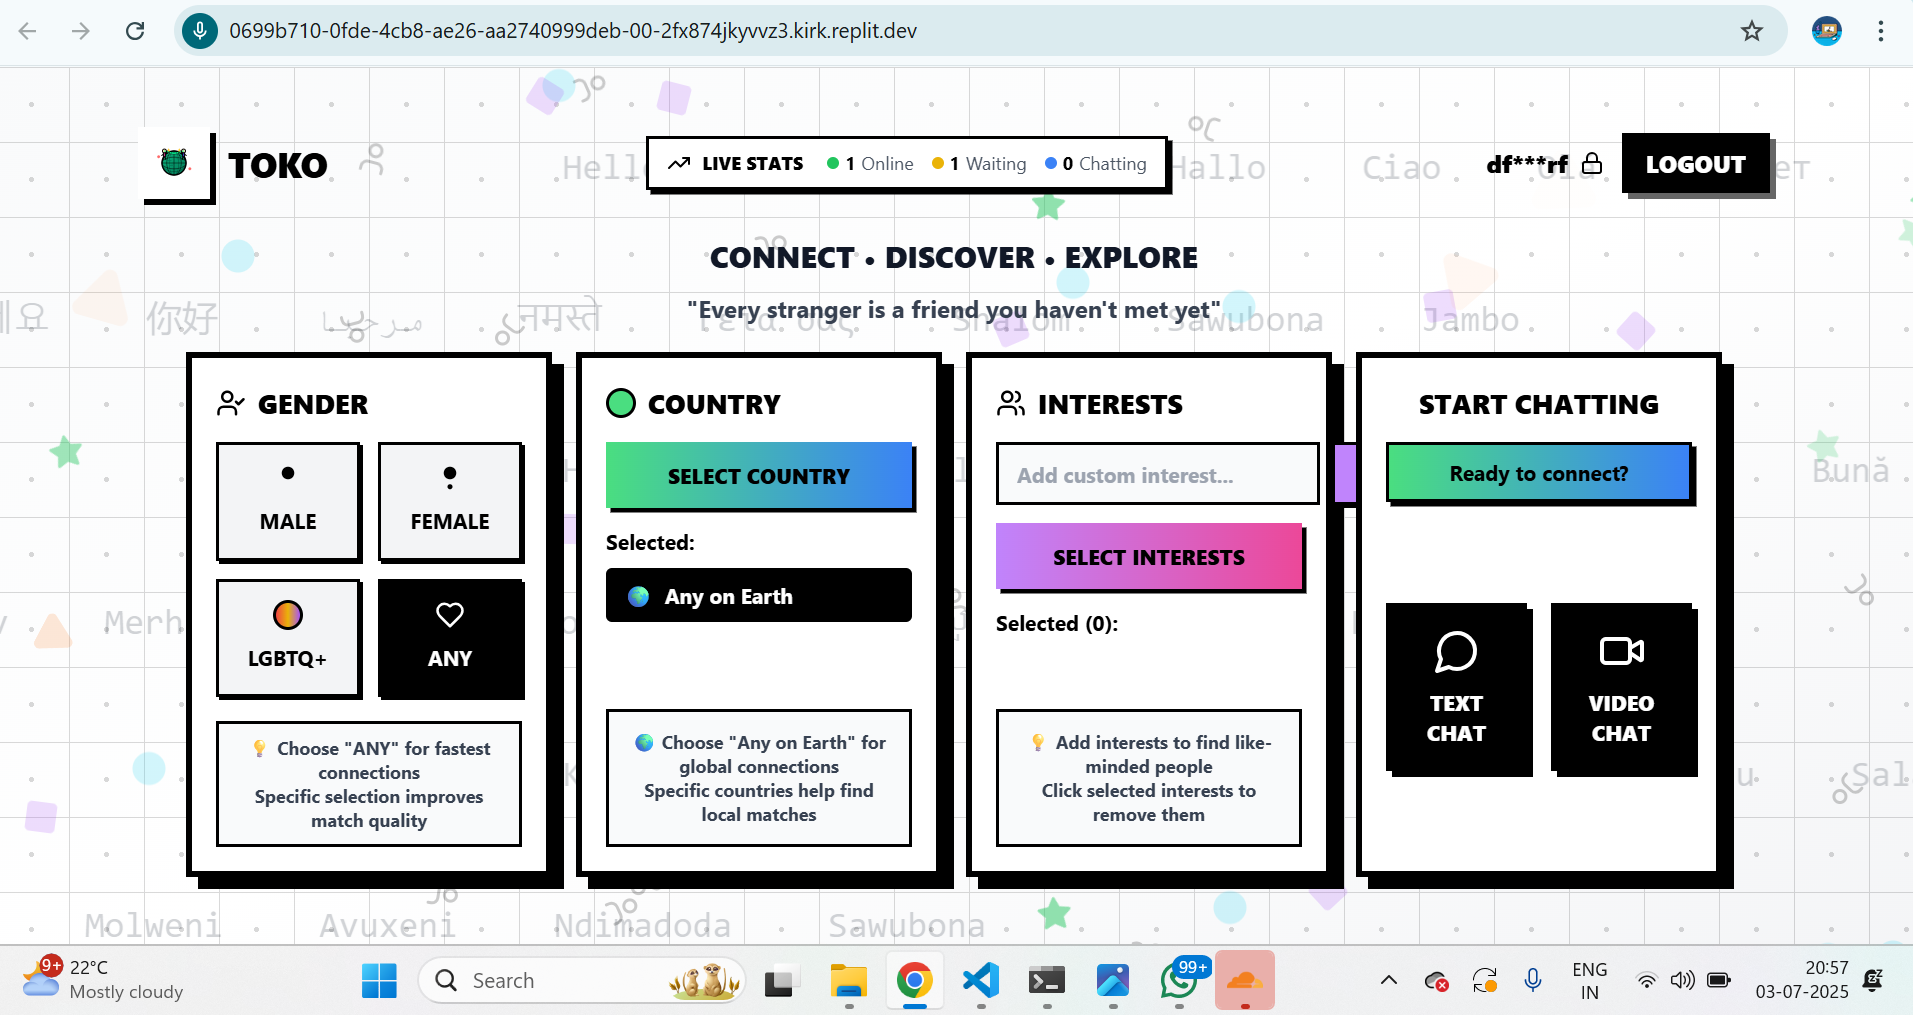 0699b710-0fde-4cb8-ae26-aa2740999deb-00-2fx874jkyvvz3.kirk.replit.dev
TOKO
LIVE STATS 1 Online 1 Waiting 0 Chatting
df***rf
LOGOUT
Hallo
Ciao
CONNECT • DISCOVER • EXPLORE
"Every stranger is a friend you haven't met yet"
你好
नमस्ते
Shalom
Sawubona
Jambo
GENDER
MALE
FEMALE
LGBTQ+
ANY
💡 Choose "ANY" for fastest
connections
Specific selection improves
match quality
COUNTRY
SELECT COUNTRY
Selected:
🌍 Any on Earth
🌍 Choose "Any on Earth" for
global connections
Specific countries help find
local matches
INTERESTS
Add custom interest...
SELECT INTERESTS
Selected (0):
💡 Add interests to find like-
minded people
Click selected interests to
remove them
START CHATTING
Ready to connect?
TEXT
CHAT
VIDEO
CHAT
Bună
Merh
Molweni
Avuxeni
Ndimadoda
Sawubona
9+
22°C
Mostly cloudy
Search
99+
ENG
IN
20:57
03-07-2025